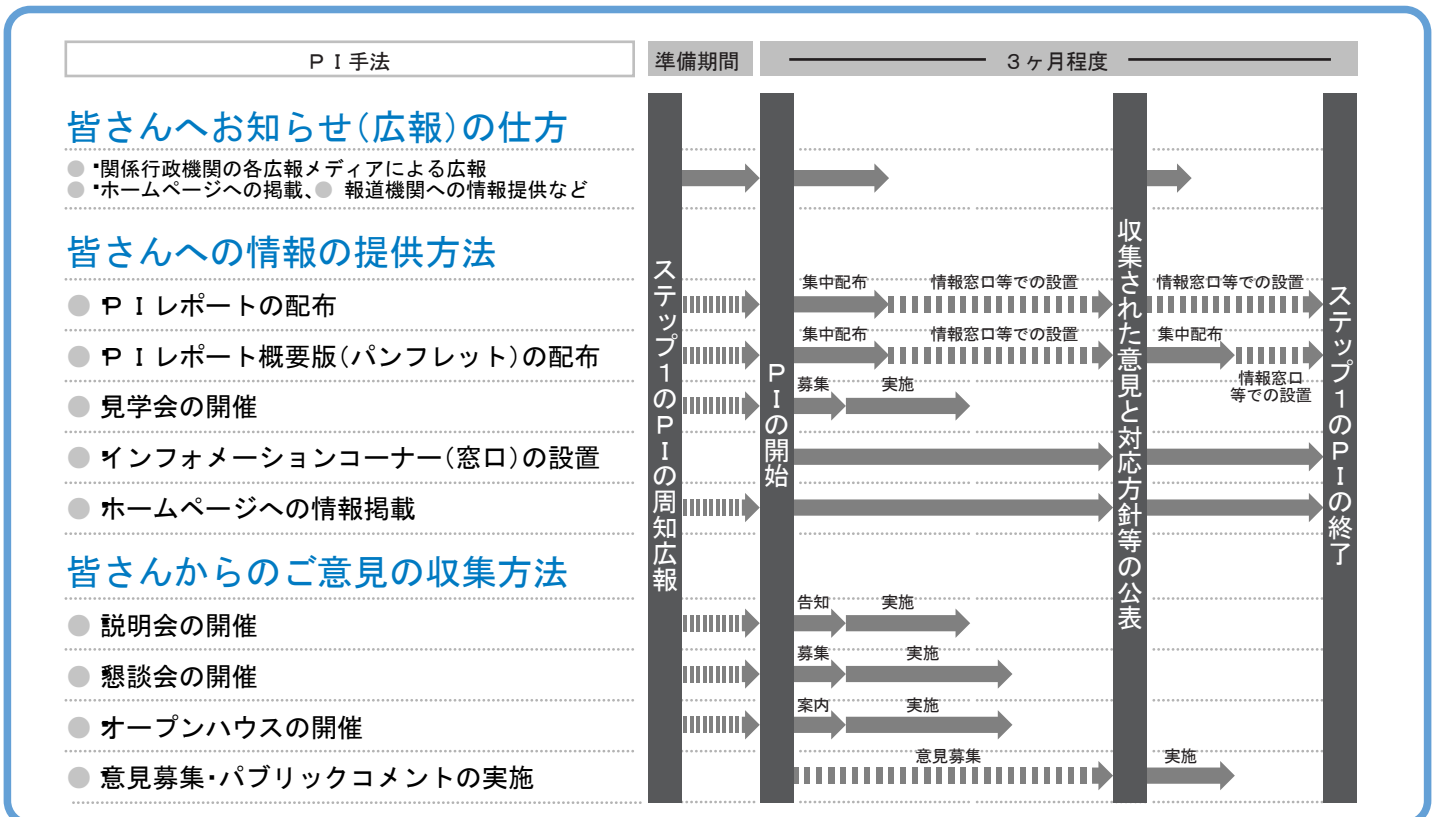 ＰＩ手法
準備期間
３ヶ月程度
皆さんへお知らせ（広報）の仕方
関係行政機関の各広報メディアによる広報
ホームページへの掲載、報道機関への情報提供など
皆さんへの情報の提供方法
ＰＩレポートの配布
集中配布
情報窓口等での設置
情報窓口等での設置
ＰＩレポート概要版（パンフレット）の配布
集中配布
情報窓口等での設置
集中配布
情報窓口
等での設置
見学会の開催
募集
実施
インフォメーションコーナー（窓口）の設置
ホームページへの情報掲載
皆さんからのご意見の収集方法
説明会の開催
告知
実施
懇談会の開催
募集
実施
オープンハウスの開催
案内
実施
意見募集・パブリックコメントの実施
意見募集
実施
ステップ１のＰＩの周知広報
ＰＩの開始
収集された意見と対応方針等の公表
ステップ１のＰＩの終了